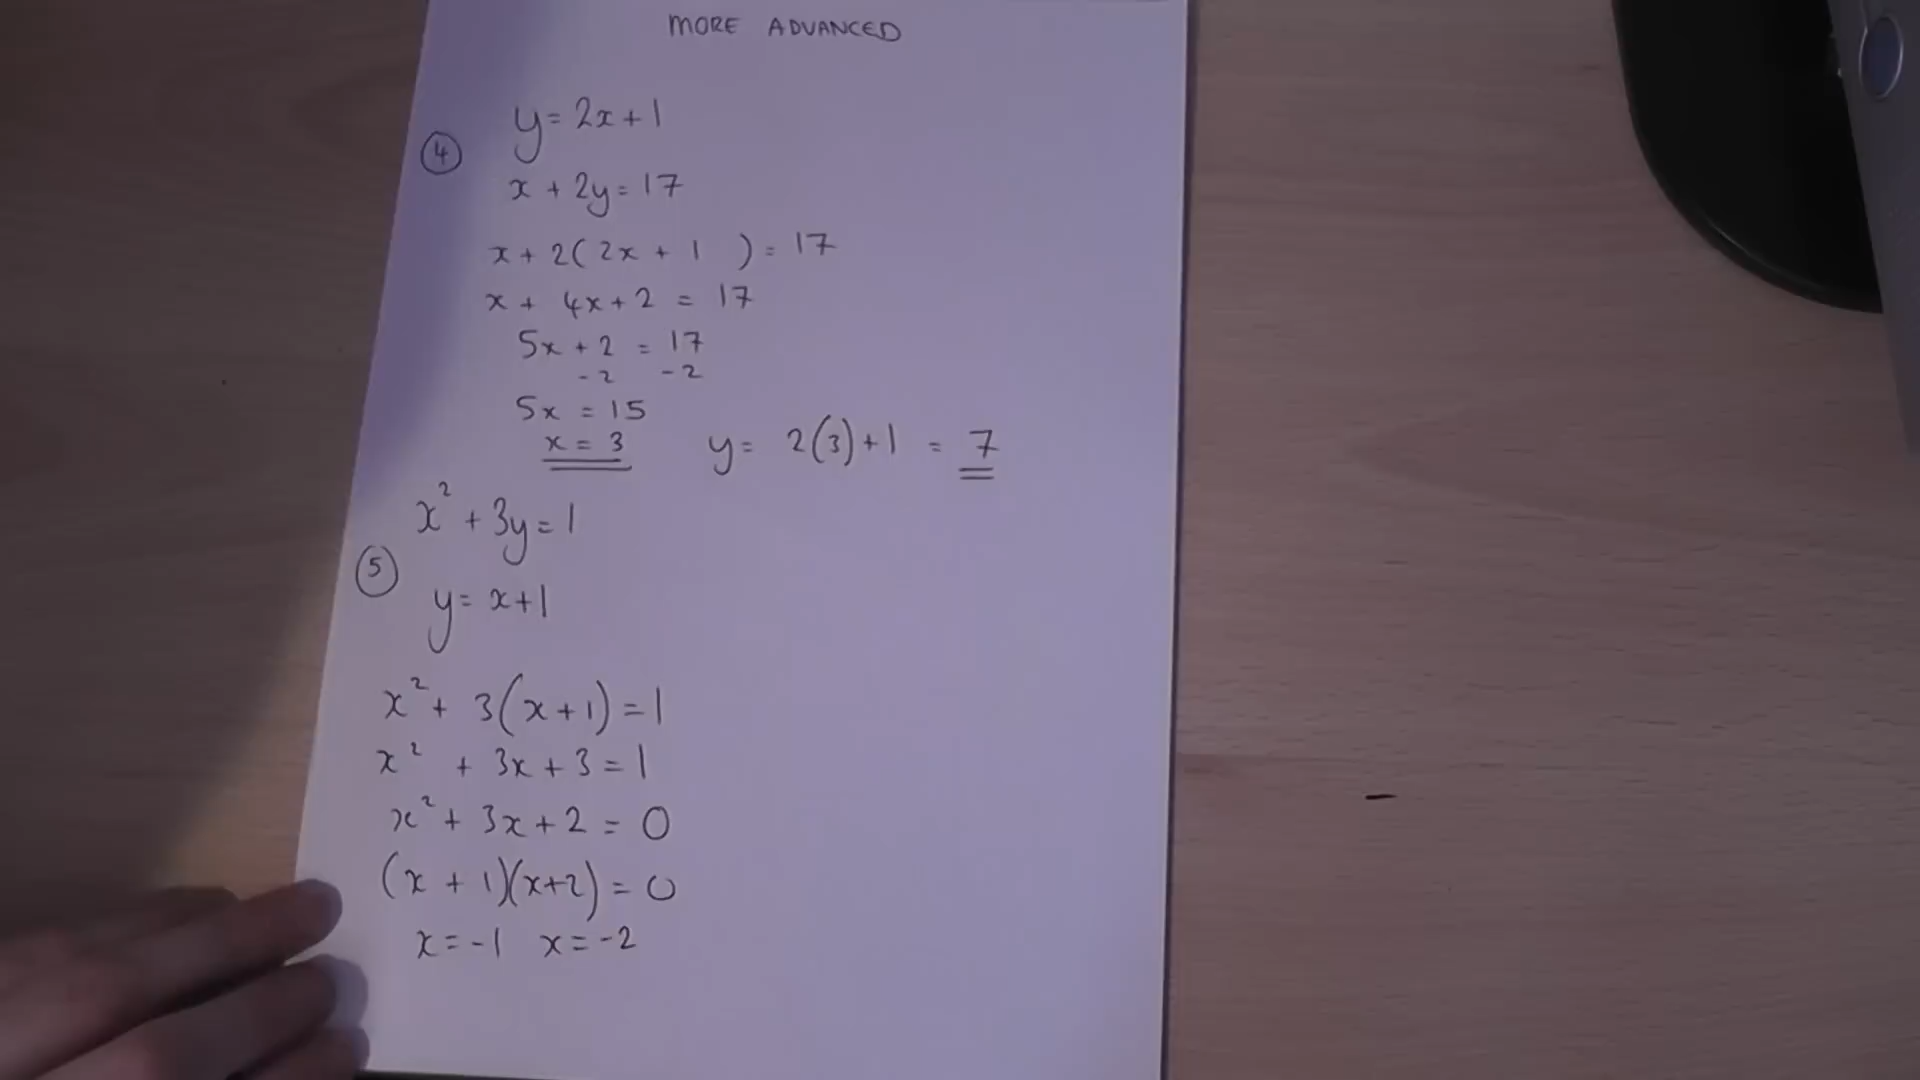 MORE ADVANCED
y = 2x + 1
④
x + 2y = 17
x + 2( 2x + 1 ) = 17
x + 4x + 2 = 17
5x + 2 = 17
-2 -2
5x = 15
x = 3 y = 2(3) + 1 = 7
x² + 3y = 1
⑤
y = x + 1
x² + 3(x + 1) = 1
x² + 3x + 3 = 1
x² + 3x + 2 = 0
(x + 1)(x + 2) = 0
x = -1 x = -2